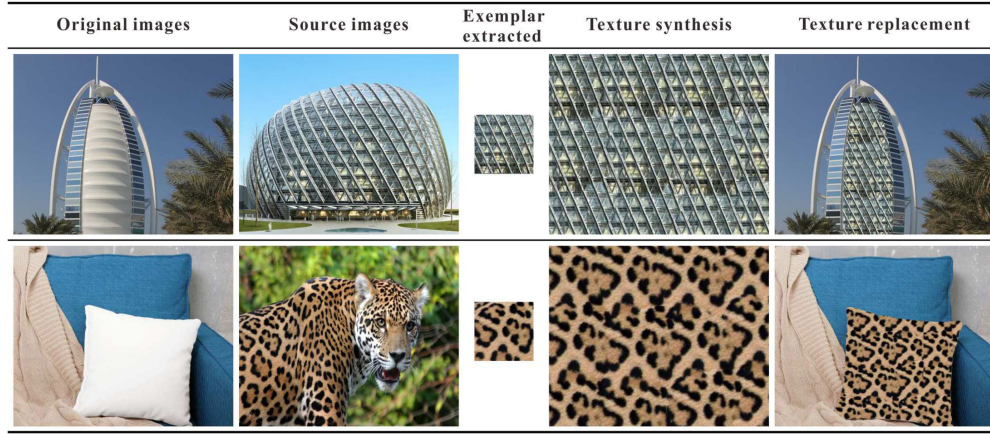 Original images
Source images
Exemplar
extracted
Texture synthesis
Texture replacement